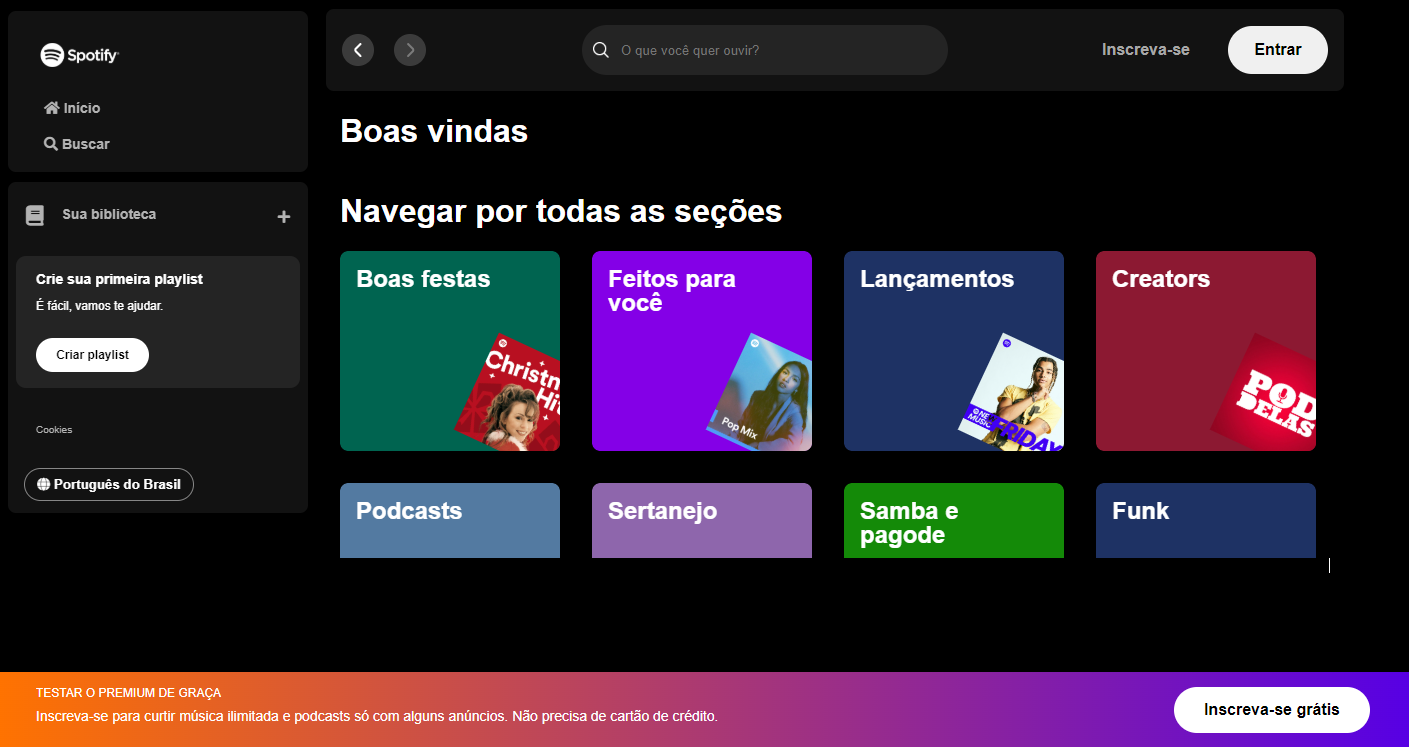 Spotify
Início
Buscar
Sua biblioteca
Crie sua primeira playlist
É fácil, vamos te ajudar.
Criar playlist
Cookies
Português do Brasil
O que você quer ouvir?
Inscreva-se
Entrar
Boas vindas
Navegar por todas as seções
Boas festas
Christm
Hit
Feitos para
você
Pop Mix
Lançamentos
NE
MUSIC
FRIDAY
Creators
POD
DELAS
Podcasts
Sertanejo
Samba e
pagode
Funk
TESTAR O PREMIUM DE GRAÇA
Inscreva-se para curtir música ilimitada e podcasts só com alguns anúncios. Não precisa de cartão de crédito.
Inscreva-se grátis